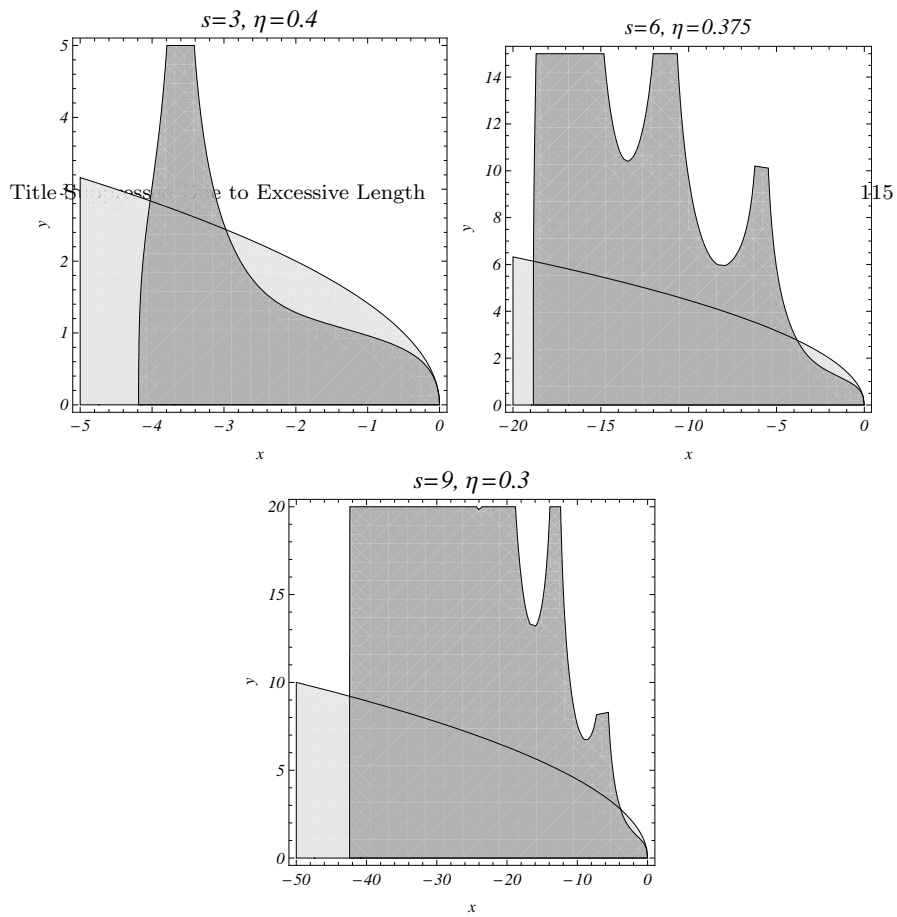 s=3, η=0.4
s=6, η=0.375
5
4
3
2
1
0
y
−5 −4 −3 −2 −1 0
x
14
12
10
8
6
4
2
0
y
−20 −15 −10 −5 0
x
Title Suppressed Due to Excessive Length 115
s=9, η=0.3
20
15
10
5
0
y
−50 −40 −30 −20 −10 0
x